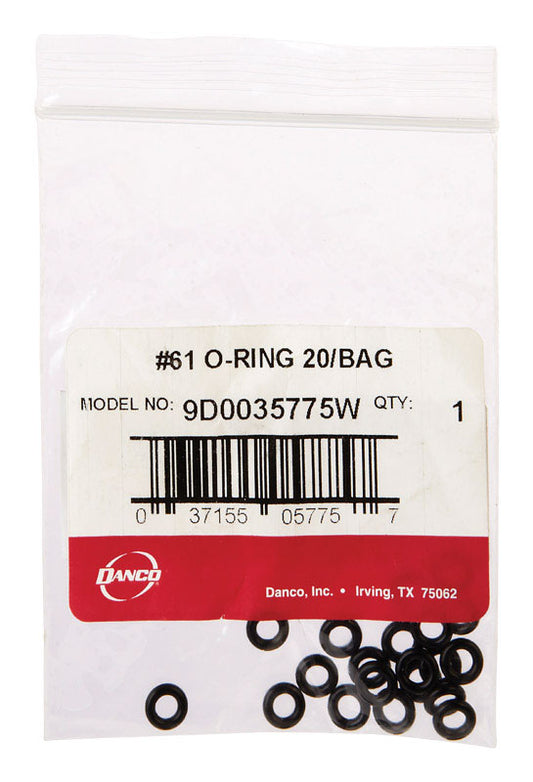 #61 O-RING 20/BAG
MODEL NO: 9D0035775W QTY: 1
0 37155 05775 7
DANCO®
Danco, Inc. • Irving, TX 75062